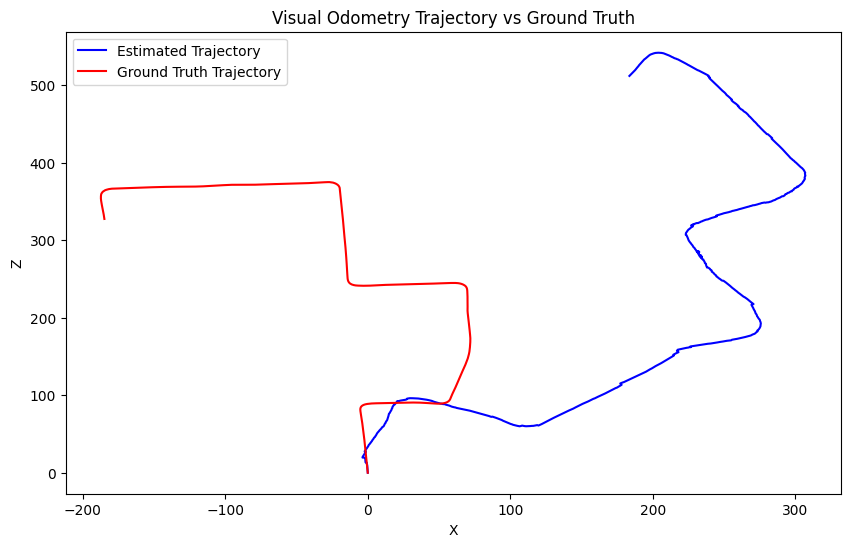 Visual Odometry Trajectory vs Ground Truth
Estimated Trajectory
Ground Truth Trajectory
500
400
300
200
100
0
Z
−200
−100
0
100
200
300
X